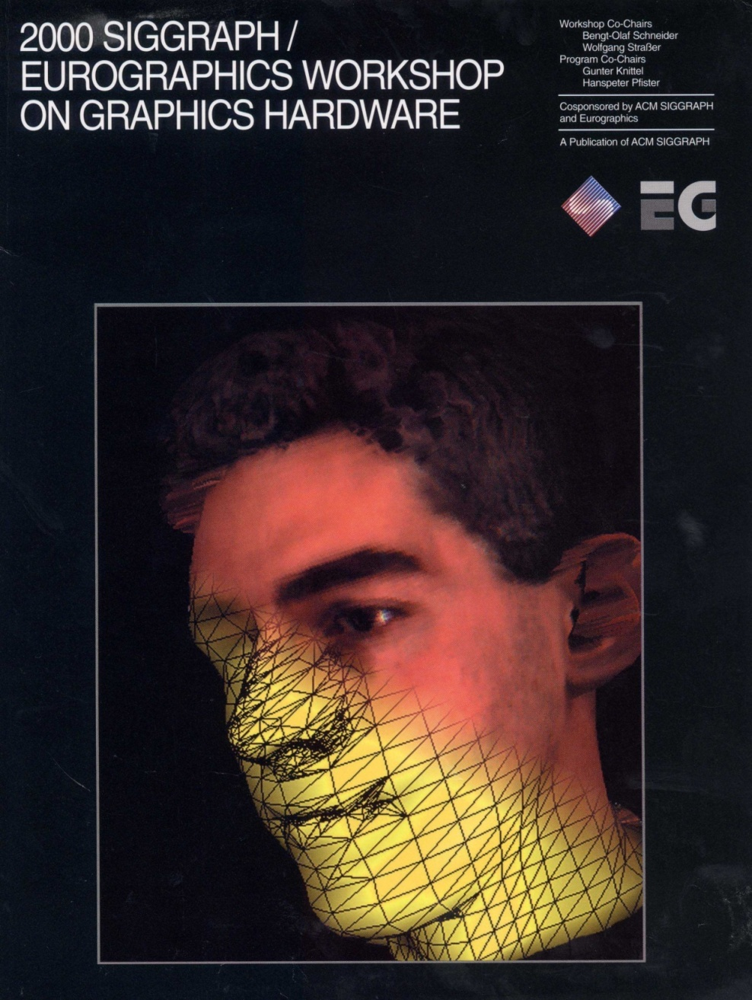 2000 SIGGRAPH /
EUROGRAPHICS WORKSHOP
ON GRAPHICS HARDWARE
Workshop Co-Chairs
Bengt-Olaf Schneider
Wolfgang Straßer
Program Co-Chairs
Gunter Knittel
Hanspeter Pfister
Cosponsored by ACM SIGGRAPH
and Eurographics
A Publication of ACM SIGGRAPH
EG